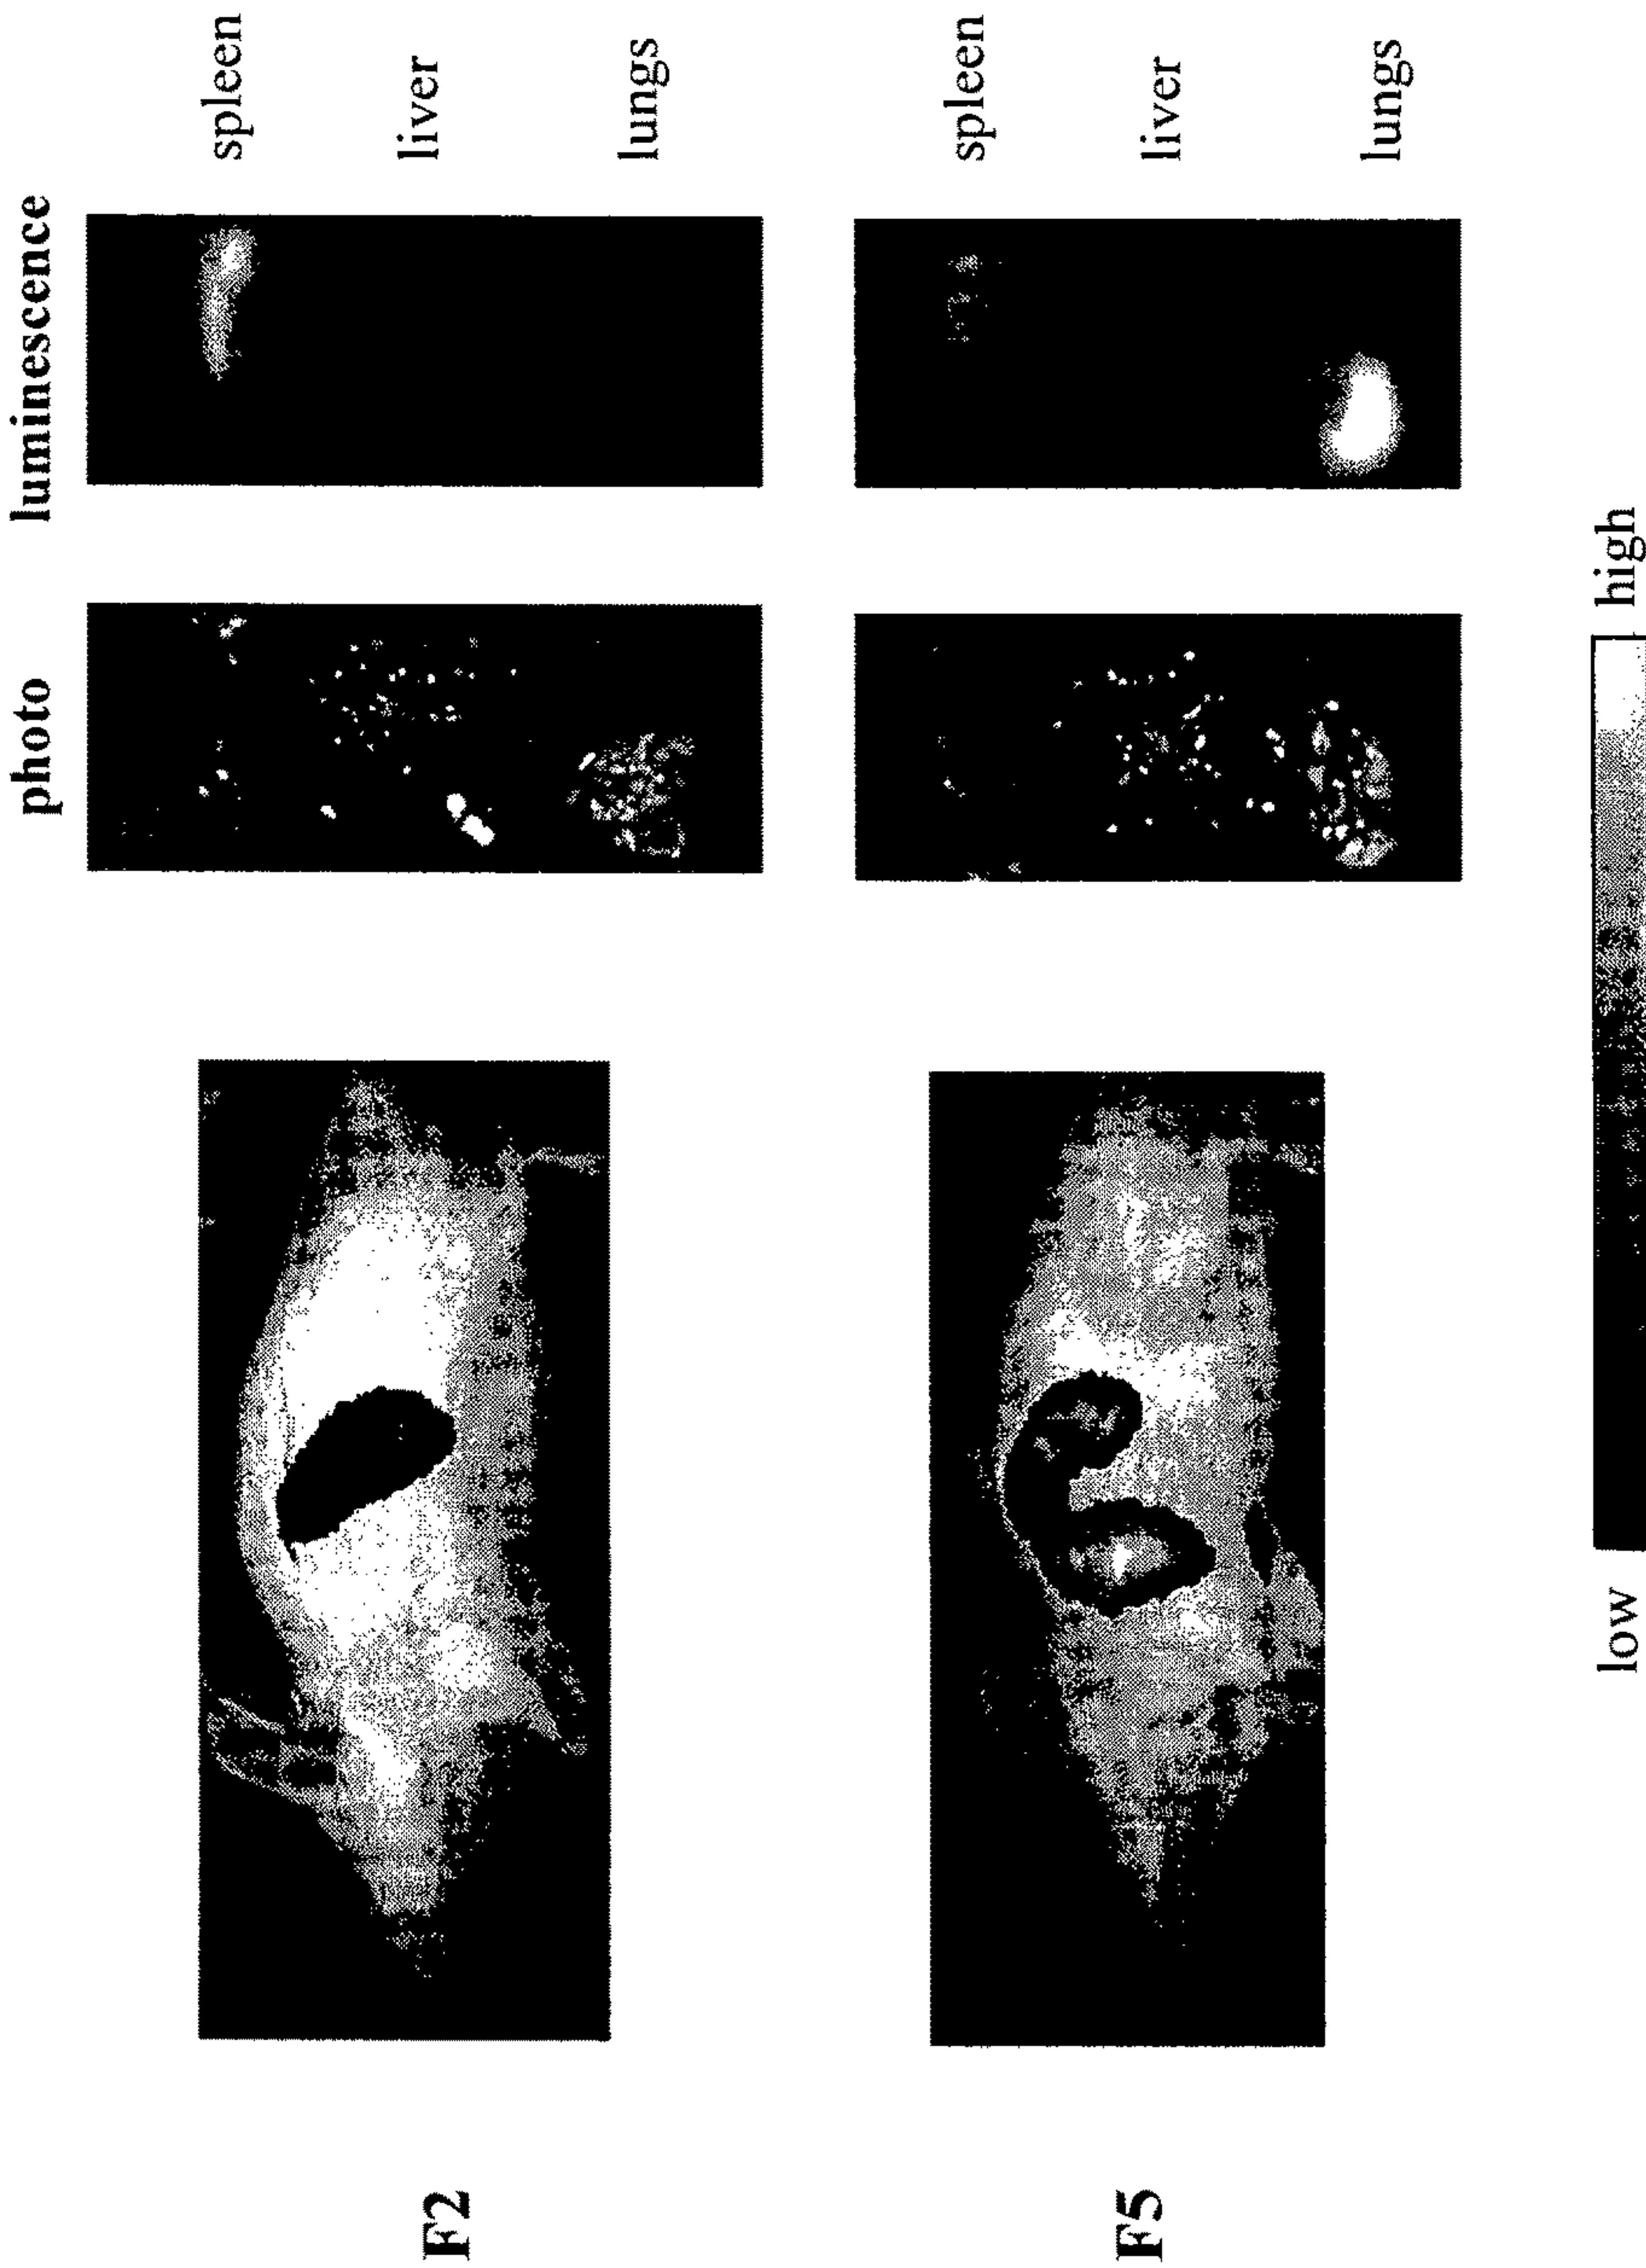 photo
luminescence
F2
spleen
liver
lungs
F5
spleen
liver
lungs
low
high